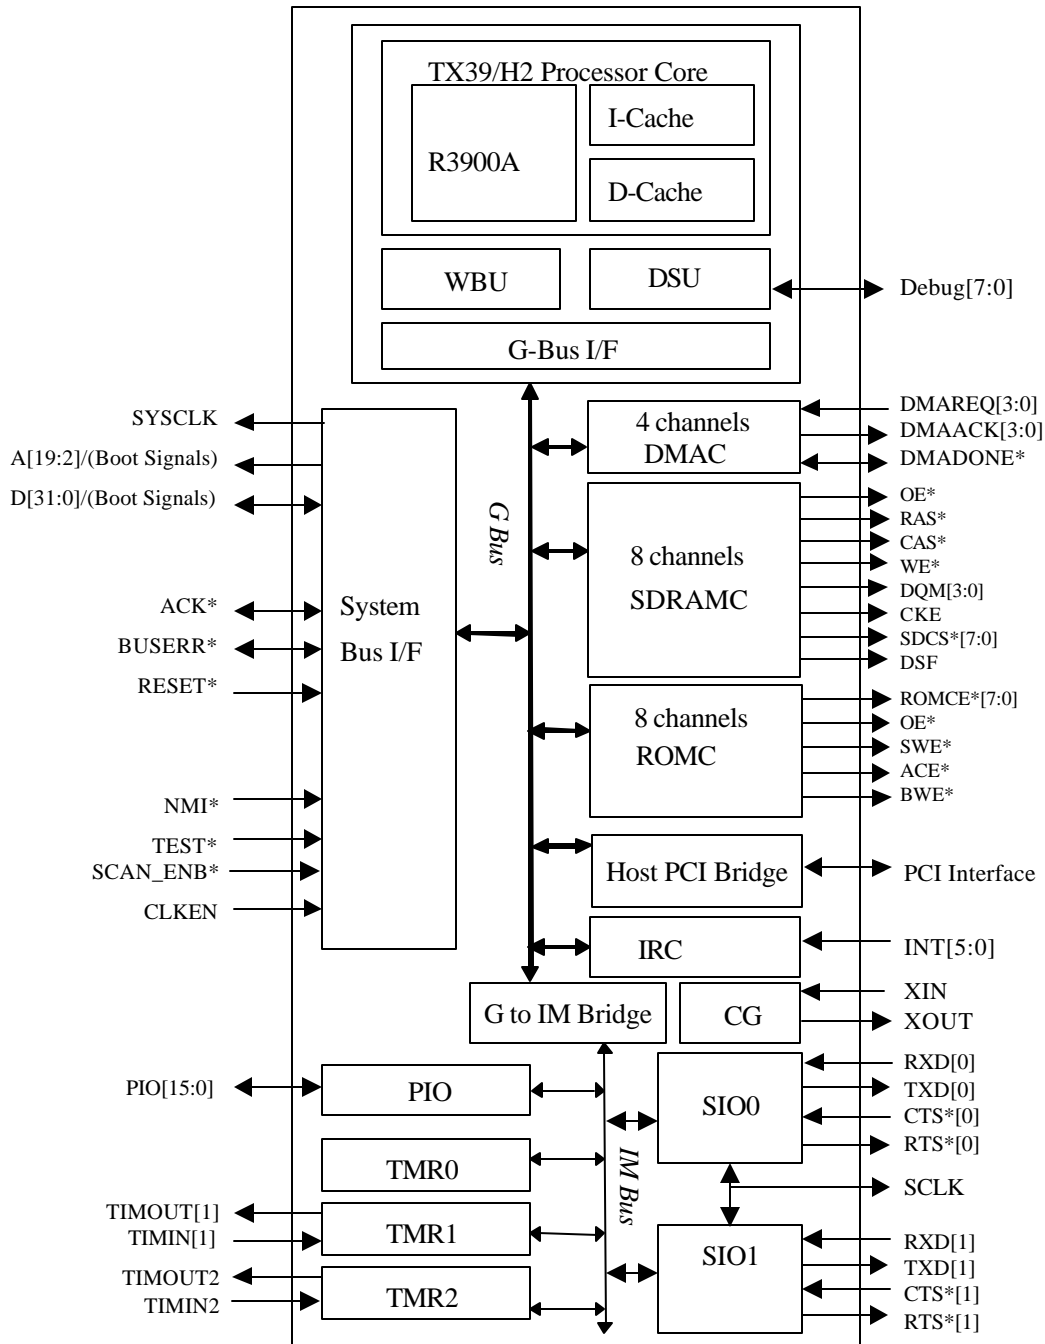 TX39/H2 Processor Core
I-Cache
R3900A
D-Cache
WBU
DSU
Debug[7:0]
G-Bus I/F
SYSCLK
A[19:2]/(Boot Signals)
D[31:0]/(Boot Signals)
ACK*
BUSERR*
RESET*
NMI*
TEST*
SCAN_ENB*
CLKEN
System
Bus I/F
G Bus
4 channels
DMAC
DMAREQ[3:0]
DMAACK[3:0]
DMADONE*
8 channels
SDRAMC
OE*
RAS*
CAS*
WE*
DQM[3:0]
CKE
SDCS*[7:0]
DSF
8 channels
ROMC
ROMCE*[7:0]
OE*
SWE*
ACE*
BWE*
Host PCI Bridge
PCI Interface
IRC
INT[5:0]
G to IM Bridge
CG
XIN
XOUT
PIO[15:0]
PIO
TMR0
TIMOUT[1]
TIMIN[1]
TMR1
TIMOUT2
TIMIN2
TMR2
IM Bus
SIO0
RXD[0]
TXD[0]
CTS*[0]
RTS*[0]
SCLK
SIO1
RXD[1]
TXD[1]
CTS*[1]
RTS*[1]